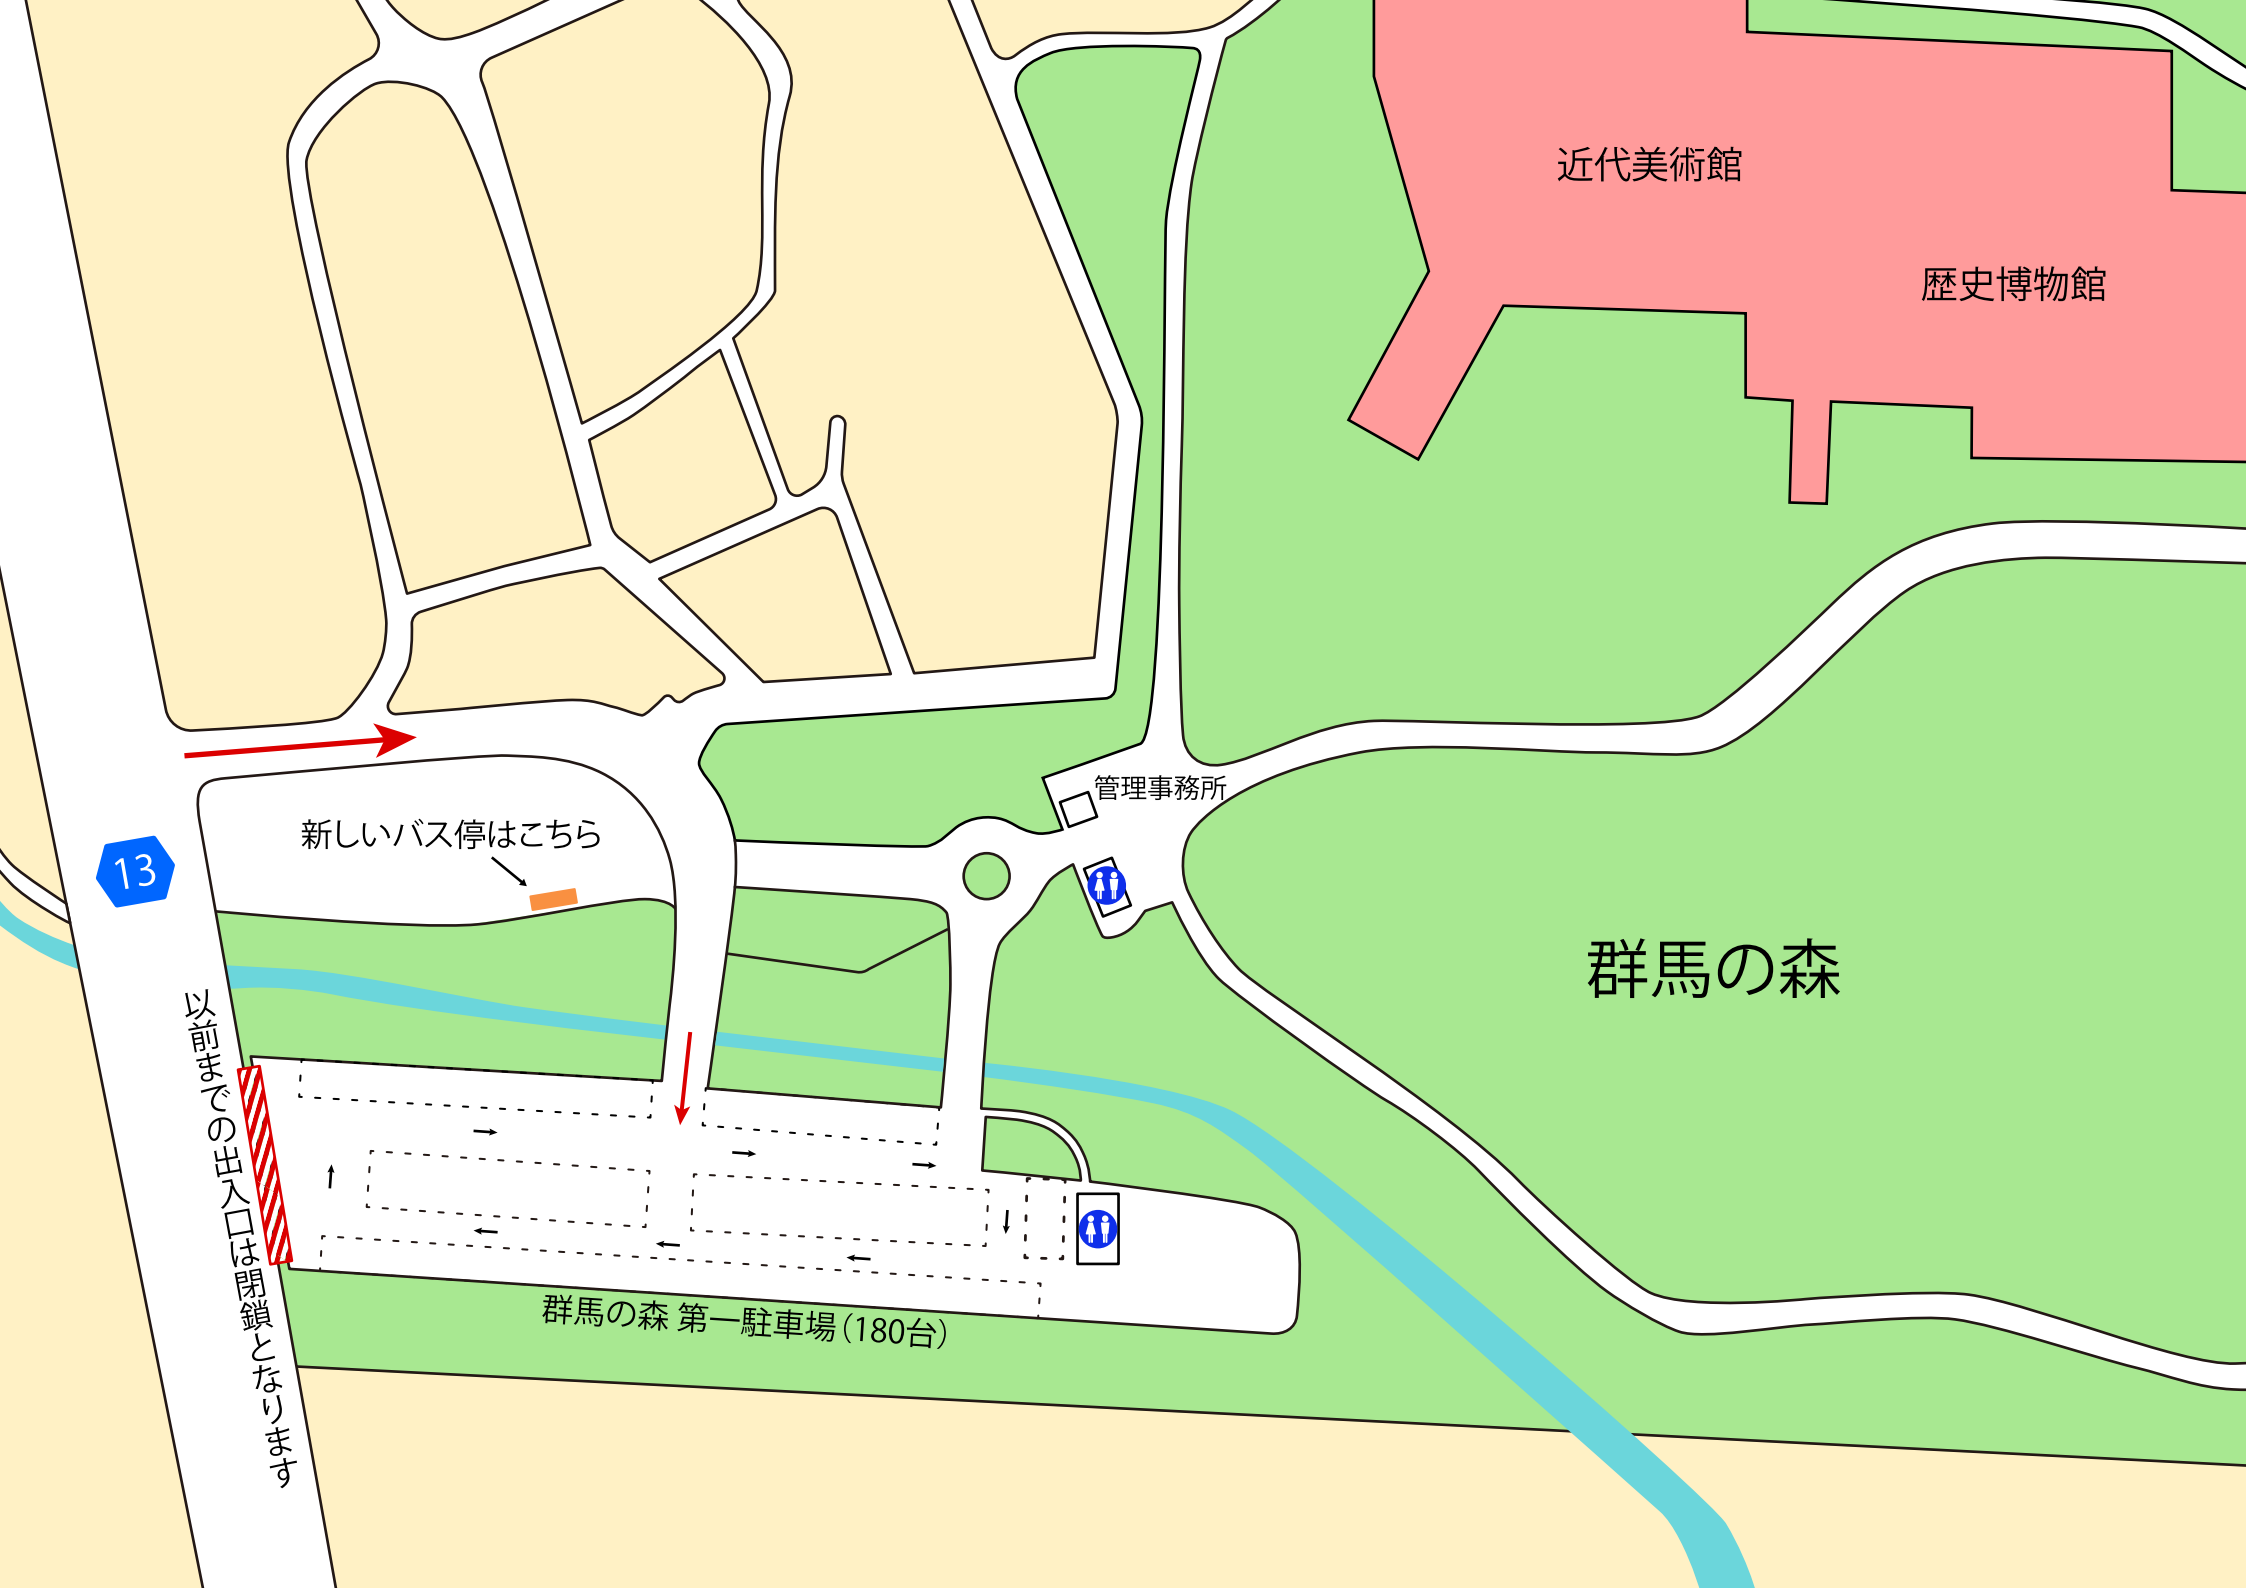 近代美術館
歴史博物館
管理事務所
新しいバス停はこちら
13
群馬の森
以前までの出入口は閉鎖となります
群馬の森 第一駐車場(180台)